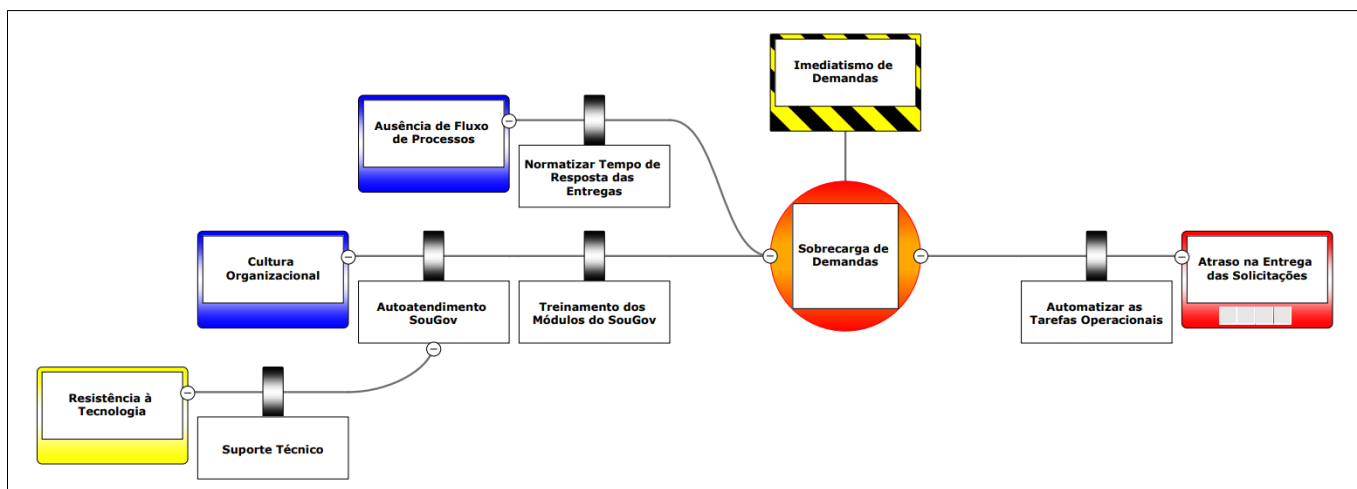 Imediatismo de
Demandas
Ausência de Fluxo
de Processos
Normatizar Tempo de
Resposta das
Entregas
Cultura
Organizacional
Autoatendimento
SouGov
Treinamento dos
Módulos do SouGov
Sobrecarga de
Demandas
Automatizar as
Tarefas Operacionais
Atraso na Entrega
das Solicitações
Resistência à
Tecnologia
Suporte Técnico